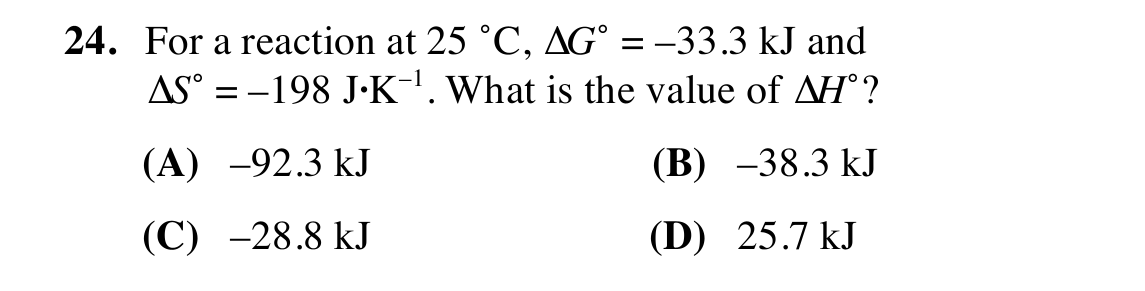 24. For a reaction at 25 ˚C, ΔG˚ = –33.3 kJ and
ΔS˚ = –198 J·K⁻¹. What is the value of ΔH˚?
(A) –92.3 kJ (B) –38.3 kJ
(C) –28.8 kJ (D) 25.7 kJ